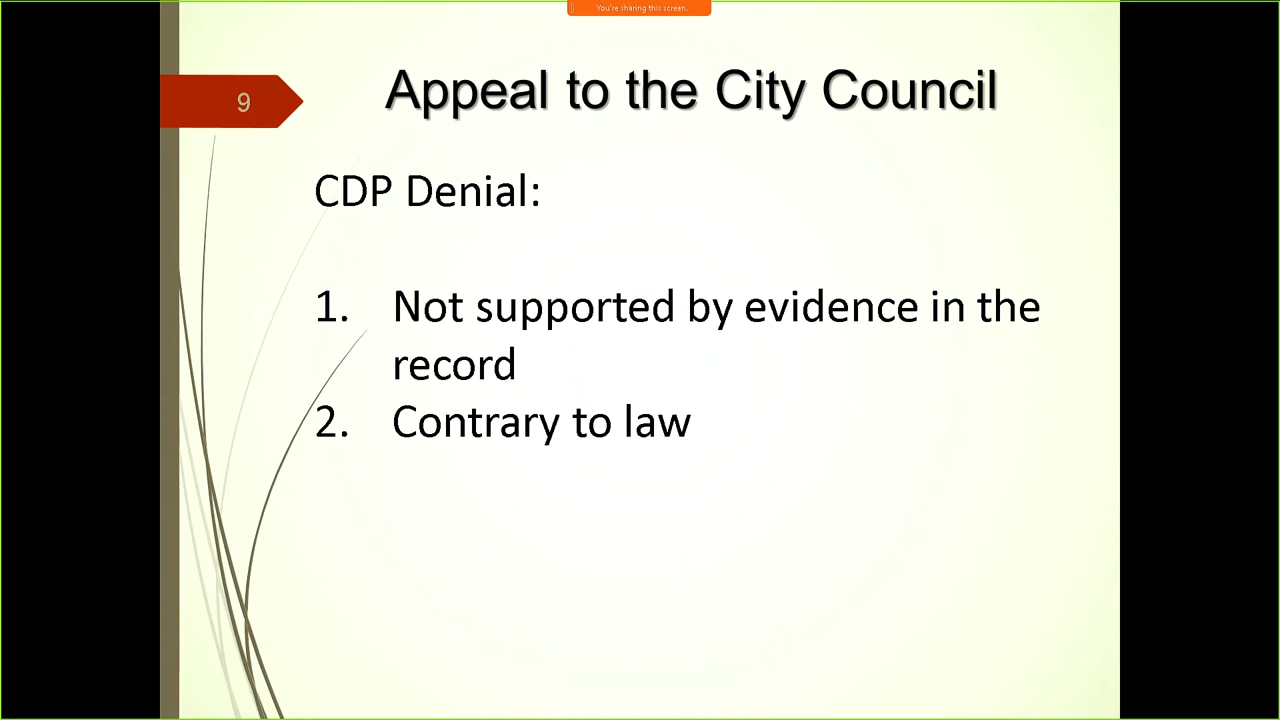 You're sharing this screen.
9
Appeal to the City Council
CDP Denial:
1. Not supported by evidence in the
record
2. Contrary to law